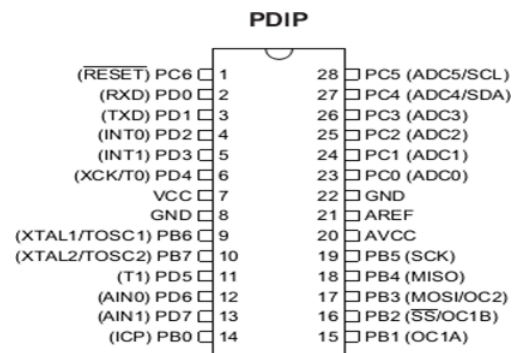 PDIP
(RESET) PC6 1 28 PC5 (ADC5/SCL)
(RXD) PD0 2 27 PC4 (ADC4/SDA)
(TXD) PD1 3 26 PC3 (ADC3)
(INT0) PD2 4 25 PC2 (ADC2)
(INT1) PD3 5 24 PC1 (ADC1)
(XCK/T0) PD4 6 23 PC0 (ADC0)
VCC 7 22 GND
GND 8 21 AREF
(XTAL1/TOSC1) PB6 9 20 AVCC
(XTAL2/TOSC2) PB7 10 19 PB5 (SCK)
(T1) PD5 11 18 PB4 (MISO)
(AIN0) PD6 12 17 PB3 (MOSI/OC2)
(AIN1) PD7 13 16 PB2 (SS/OC1B)
(ICP) PB0 14 15 PB1 (OC1A)